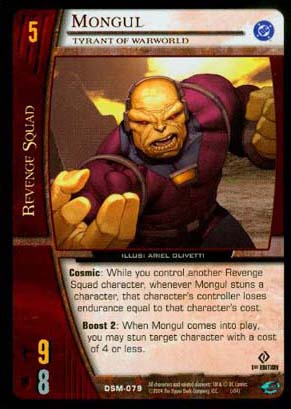 5
MONGUL
TYRANT OF WARWORLD
REVENGE SQUAD
ILLUS: ARIEL OLIVETTI
Cosmic: While you control another Revenge
Squad character, whenever Mongul stuns a
character, that character's controller loses
endurance equal to that character's cost.
Boost 2: When Mongul comes into play,
you may stun target character with a
cost of 4 or less.
9
8
DSM-079
1ST EDITION